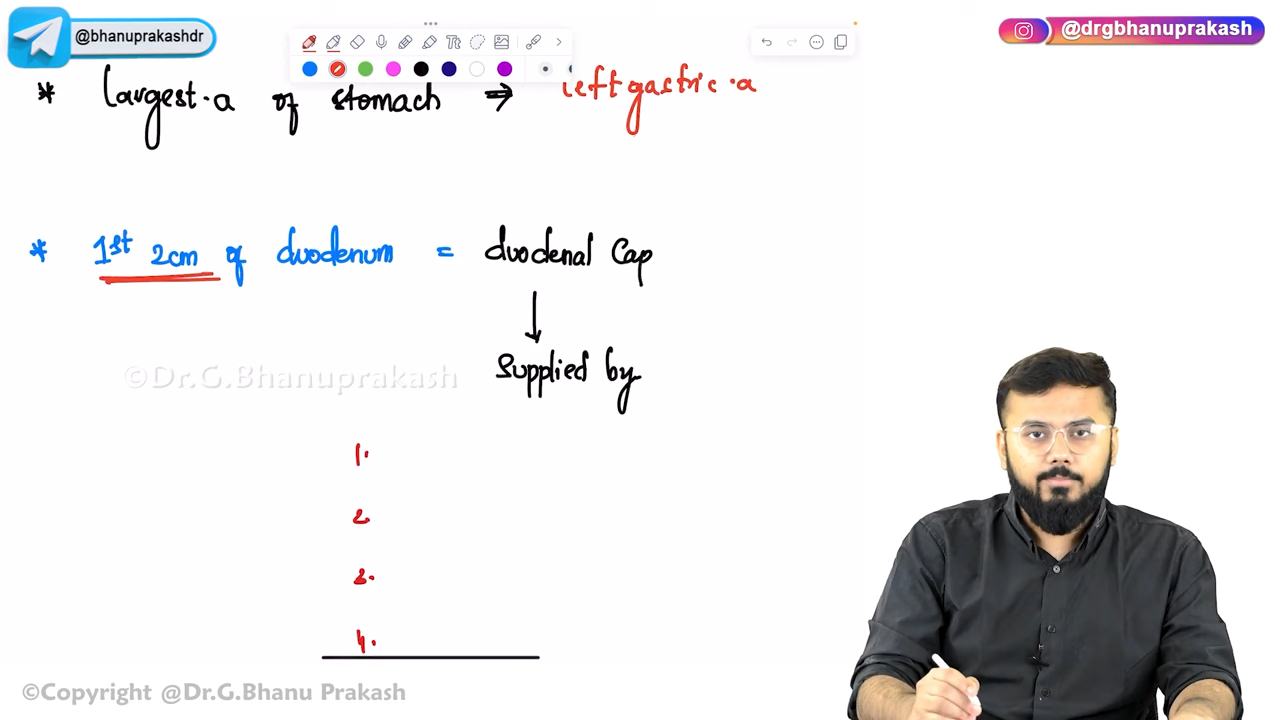 @bhanuprakashdr
@drgbhanuprakash
* largest.a of stomach ⇒ left gastric.a
* 1st 2cm of duodenum = duodenal Cap
↓
Supplied by
©Dr.G.Bhanuprakash
1.
2.
3.
4.
©Copyright @Dr.G.Bhanu Prakash